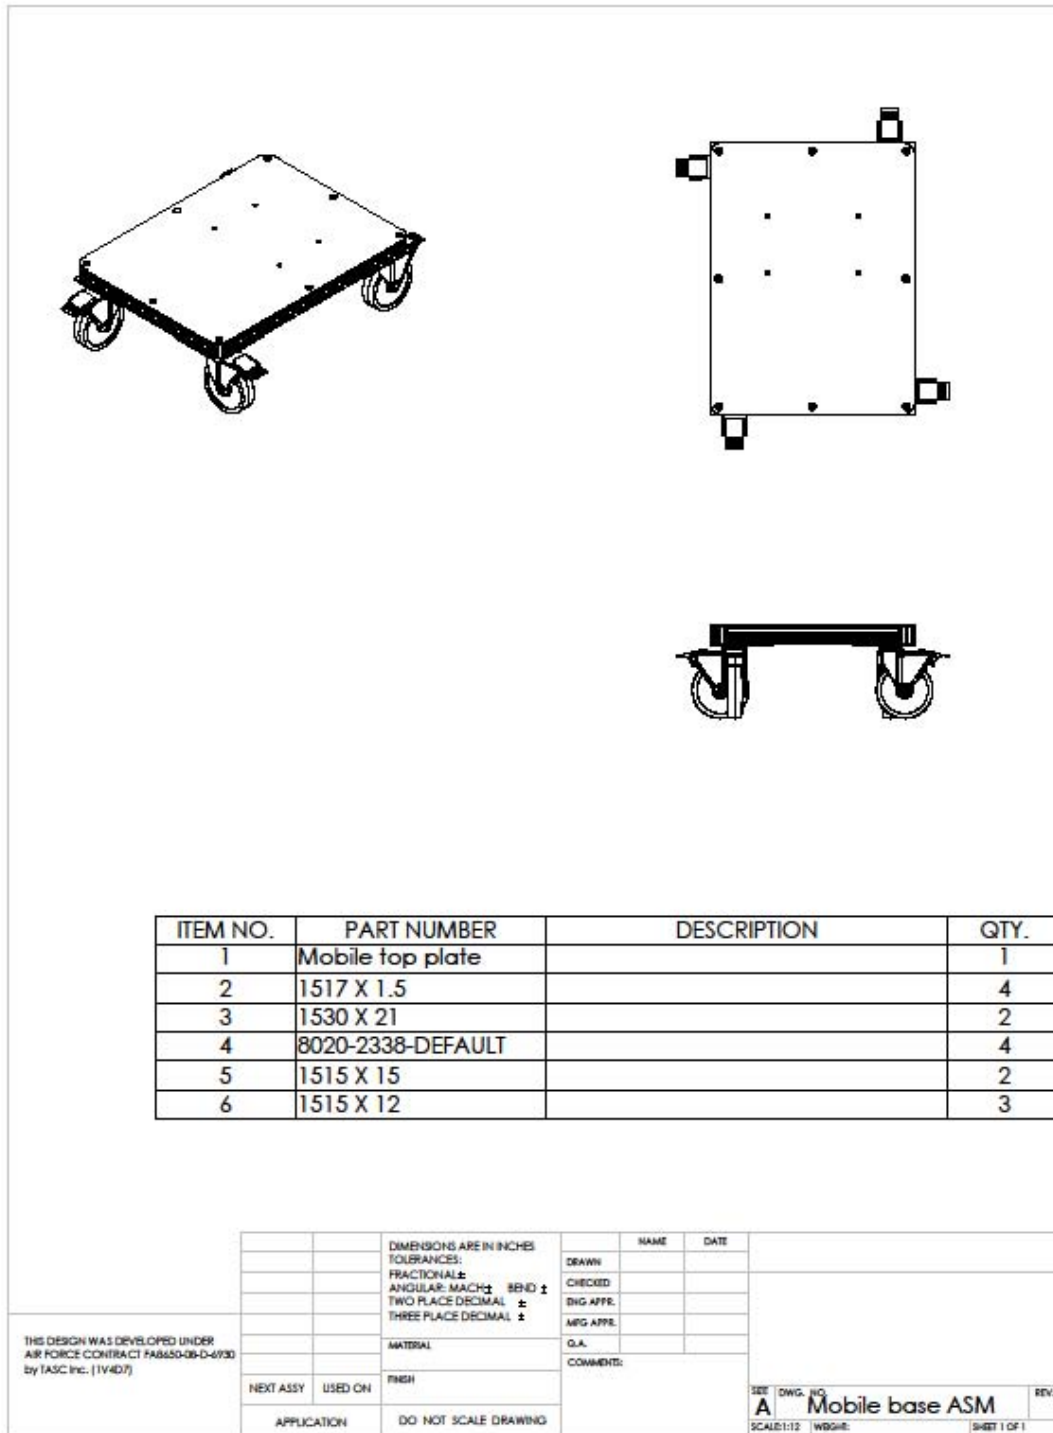 ITEM NO. PART NUMBER DESCRIPTION QTY.
1 Mobile top plate 1
2 1517 X 1.5 4
3 1530 X 21 2
4 8020-2338-DEFAULT 4
5 1515 X 15 2
6 1515 X 12 3
THIS DESIGN WAS DEVELOPED UNDER
AIR FORCE CONTRACT FA8650-08-D-6930
by TASC Inc. (1V4D7)
NEXT ASSY USED ON
APPLICATION
DIMENSIONS ARE IN INCHES
TOLERANCES:
FRACTIONAL±
ANGULAR: MACH± BEND ±
TWO PLACE DECIMAL ±
THREE PLACE DECIMAL ±
MATERIAL
FINISH
DO NOT SCALE DRAWING
NAME DATE
DRAWN
CHECKED
ENG APPR.
MFG APPR.
Q.A.
COMMENTS:
SIZE DWG. NO. REV.
A Mobile base ASM
SCALE:1:12 WEIGHT: SHEET 1 OF 1